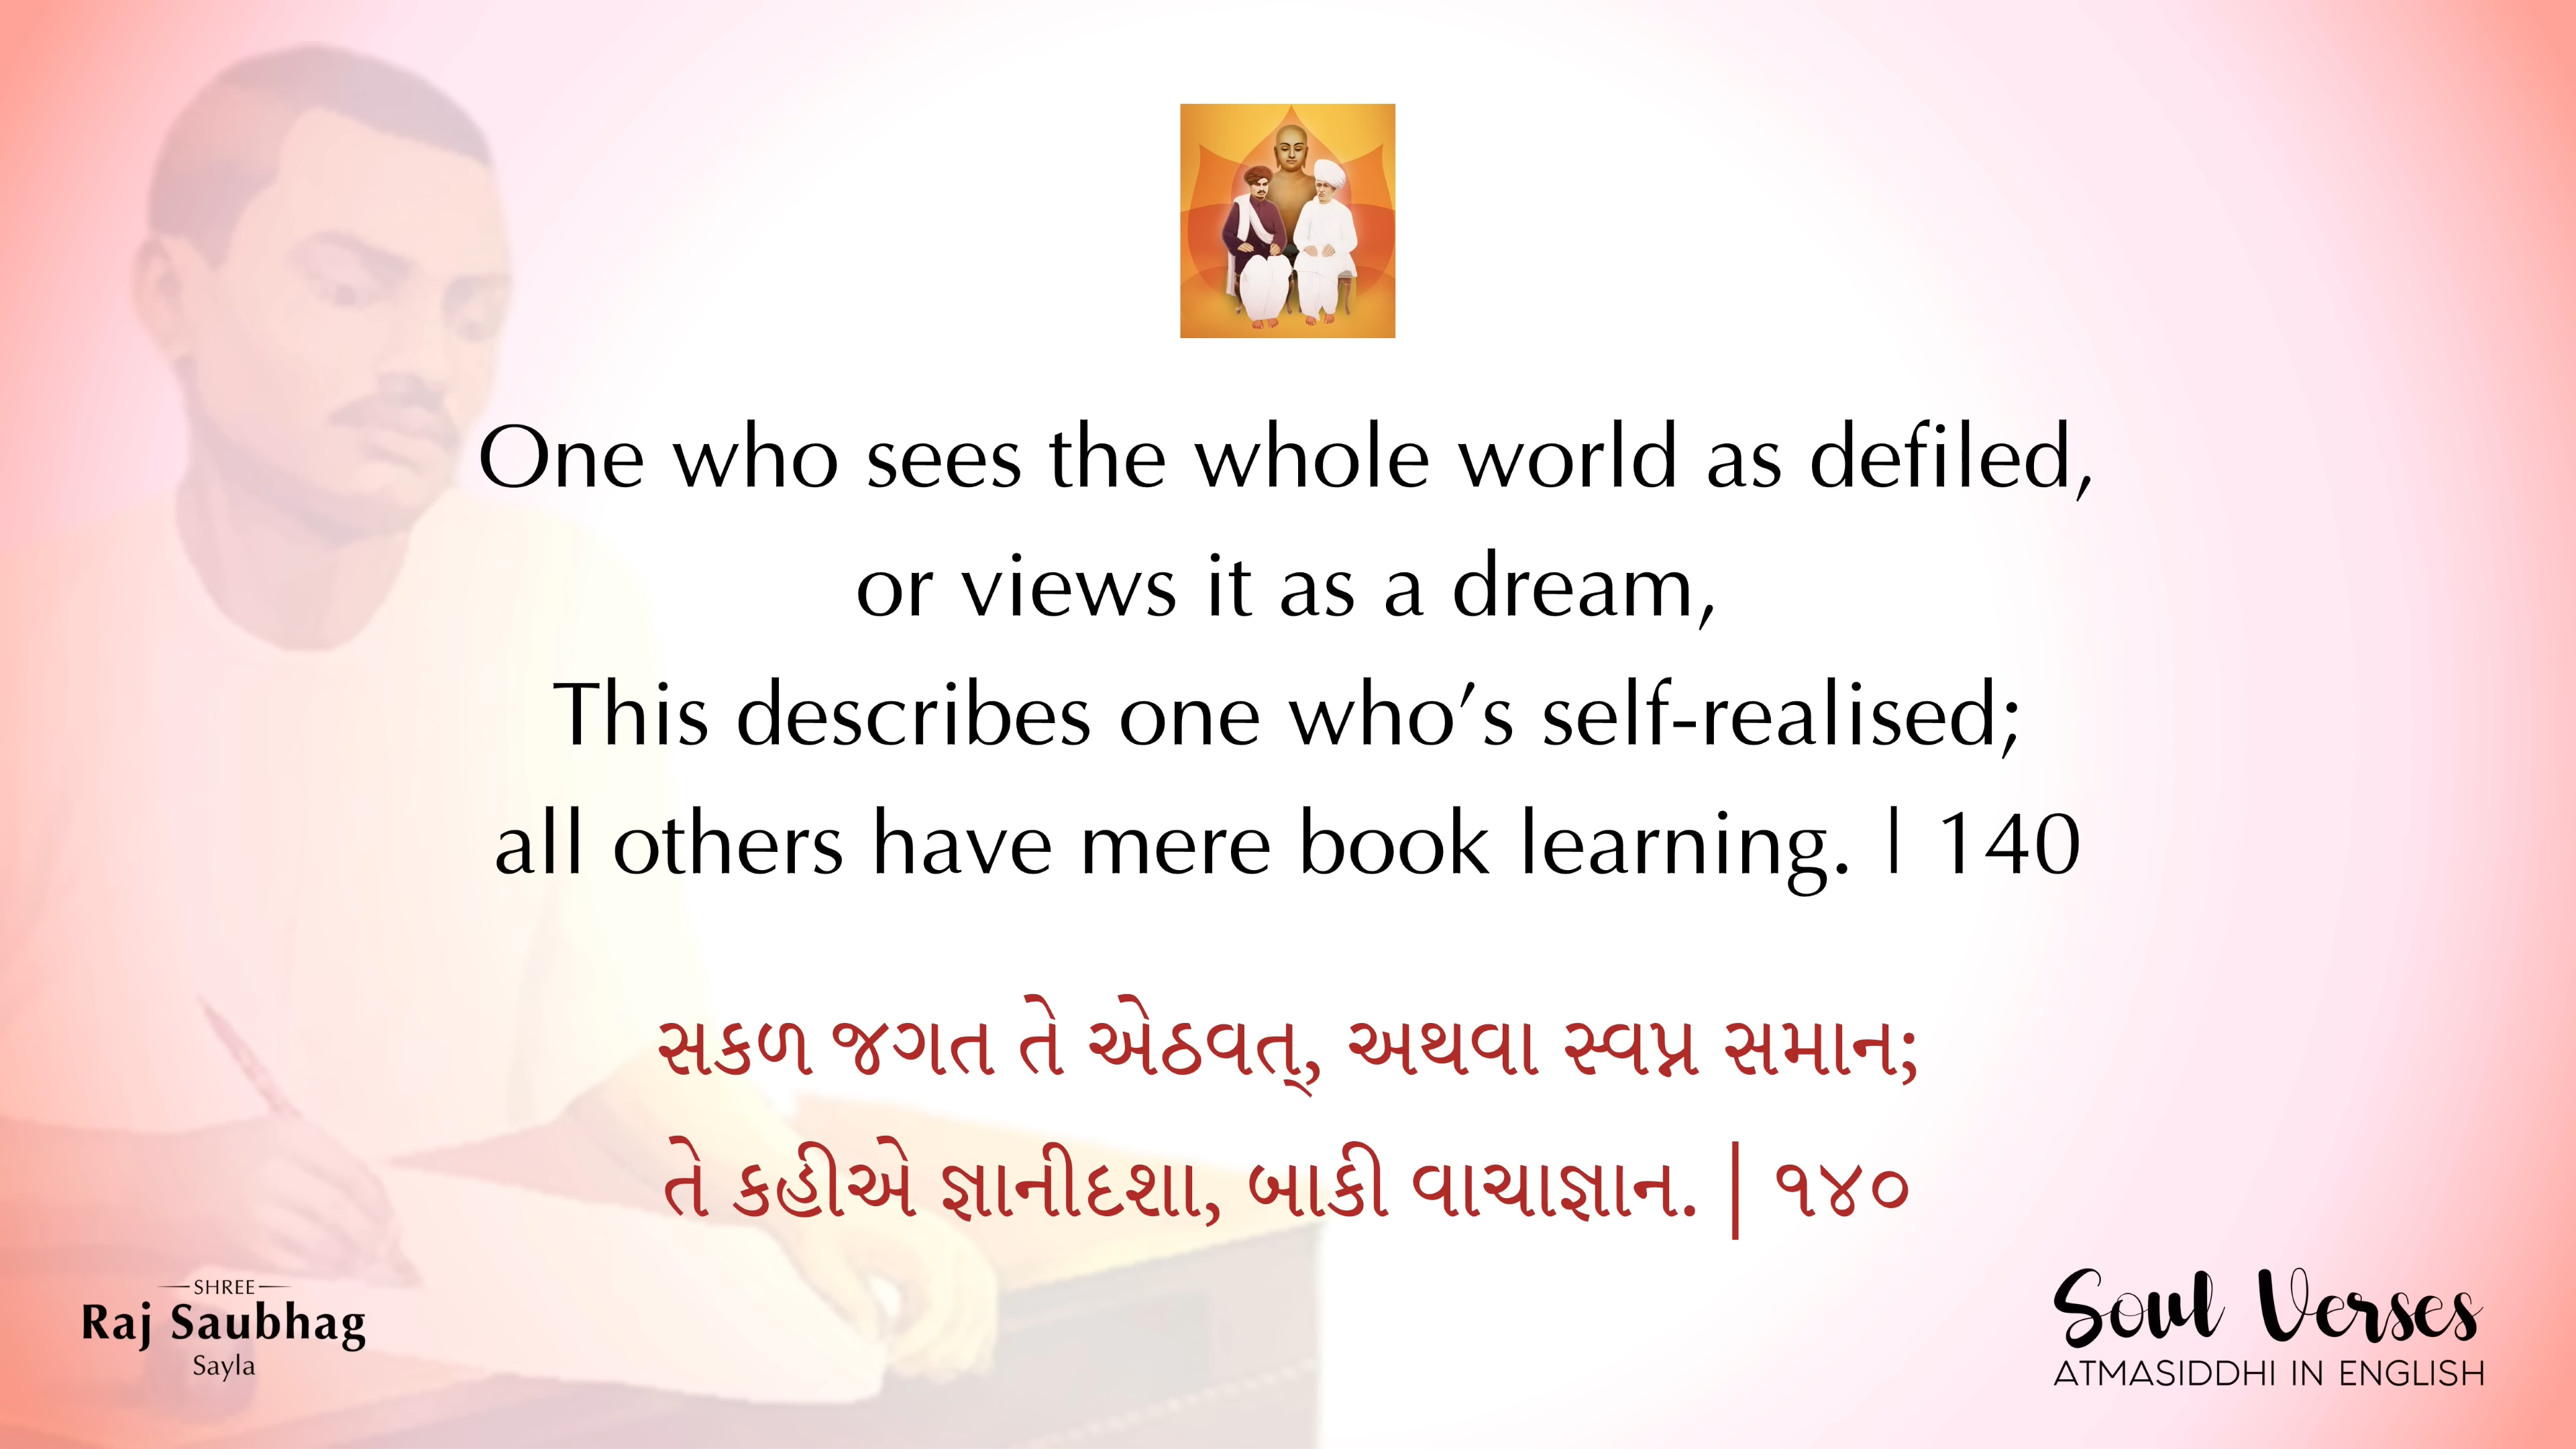 One who sees the whole world as defiled,
or views it as a dream,
This describes one who’s self-realised;
all others have mere book learning. | 140
સકળ જગત તે એઠવત્, અથવા સ્વપ્ન સમાન;
તે કહીએ જ્ઞાનીદશા, બાકી વાચાજ્ઞાન. | ૧૪૦
SHREE
Raj Saubhag
Sayla
Soul Verses
ATMASIDDHI IN ENGLISH